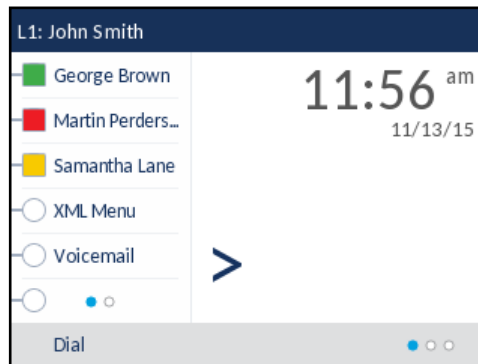 L1: John Smith
George Brown
Martin Perders...
Samantha Lane
XML Menu
Voicemail
11:56 am
11/13/15
>
Dial